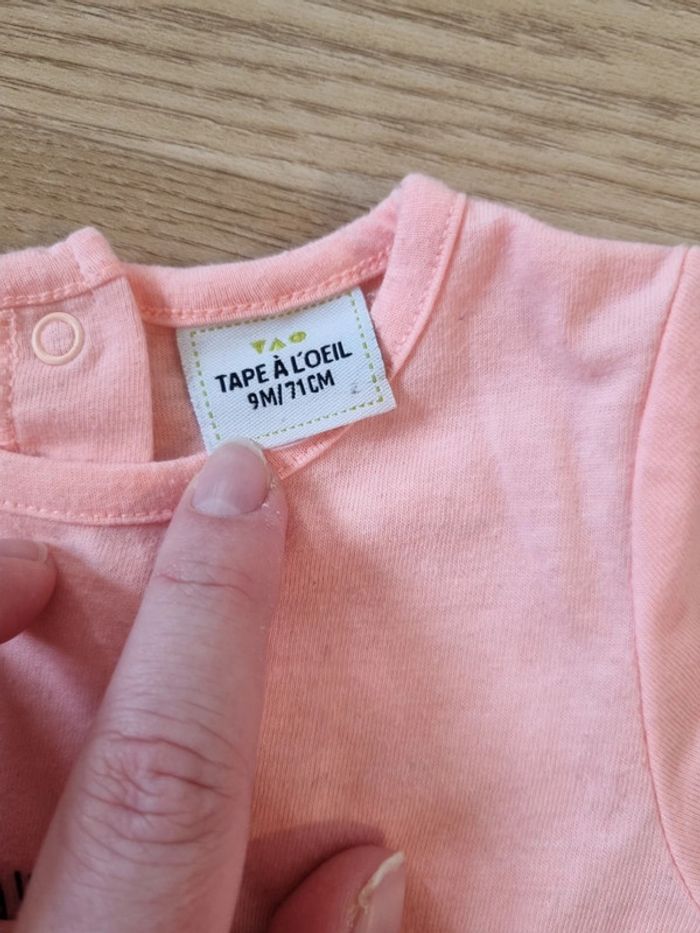 TAO
TAPE À L'OEIL
9M/71CM